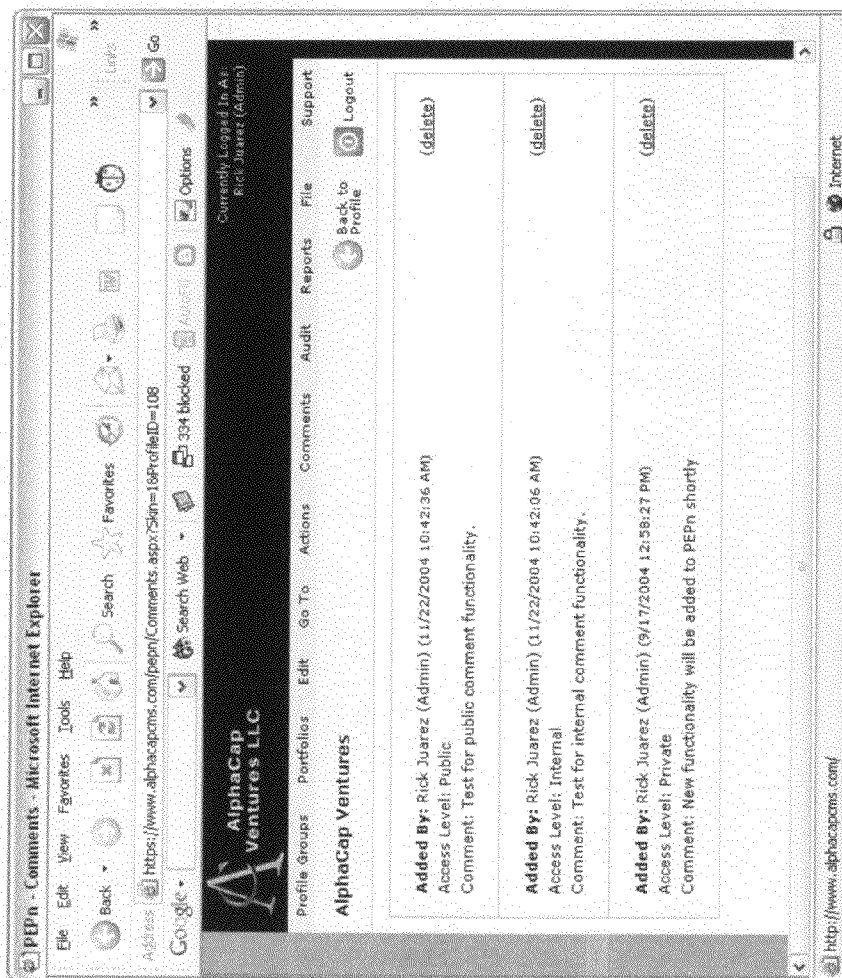 PEPn - Comments - Microsoft Internet Explorer
File Edit View Favorites Tools Help
Back Search Favorites
Address https://www.alphacapcms.com/pepn/Comments.aspx?Skin=1&ProfileID=108 Go Links
Google Search Web 334 blocked AutoFill Options
AlphaCap
Ventures LLC
Currently Logged In As
Rick Juarez (Admin)
Profile Groups Portfolios Edit Go To Actions Comments Audit Reports File Support
AlphaCap Ventures
Back to
Profile
Logout
Added By: Rick Juarez (Admin) (11/22/2004 10:42:36 AM) (delete)
Access Level: Public
Comment: Test for public comment functionality.
Added By: Rick Juarez (Admin) (11/22/2004 10:42:06 AM) (delete)
Access Level: Internal
Comment: Test for internal comment functionality.
Added By: Rick Juarez (Admin) (9/17/2004 12:58:27 PM) (delete)
Access Level: Private
Comment: New functionality will be added to PEPn shortly
http://www.alphacapcms.com/ Internet